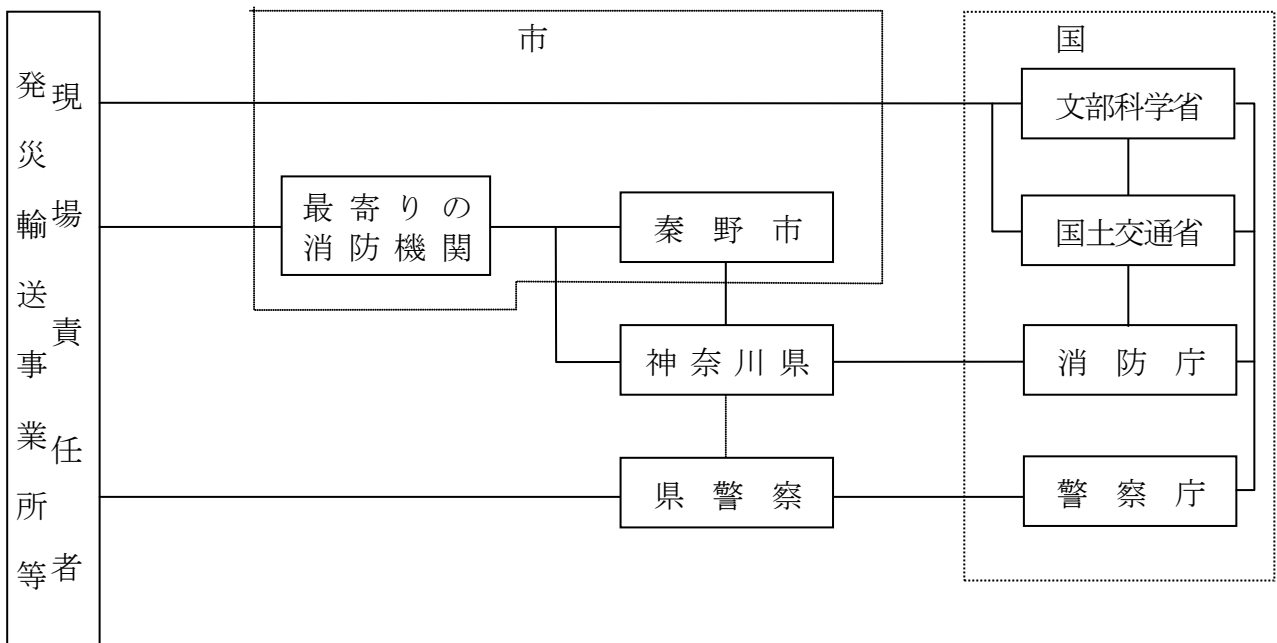 現場責任者
発災輸送事業所等
市
最寄りの
消防機関
秦野市
神奈川県
県警察
国
文部科学省
国土交通省
消防庁
警察庁